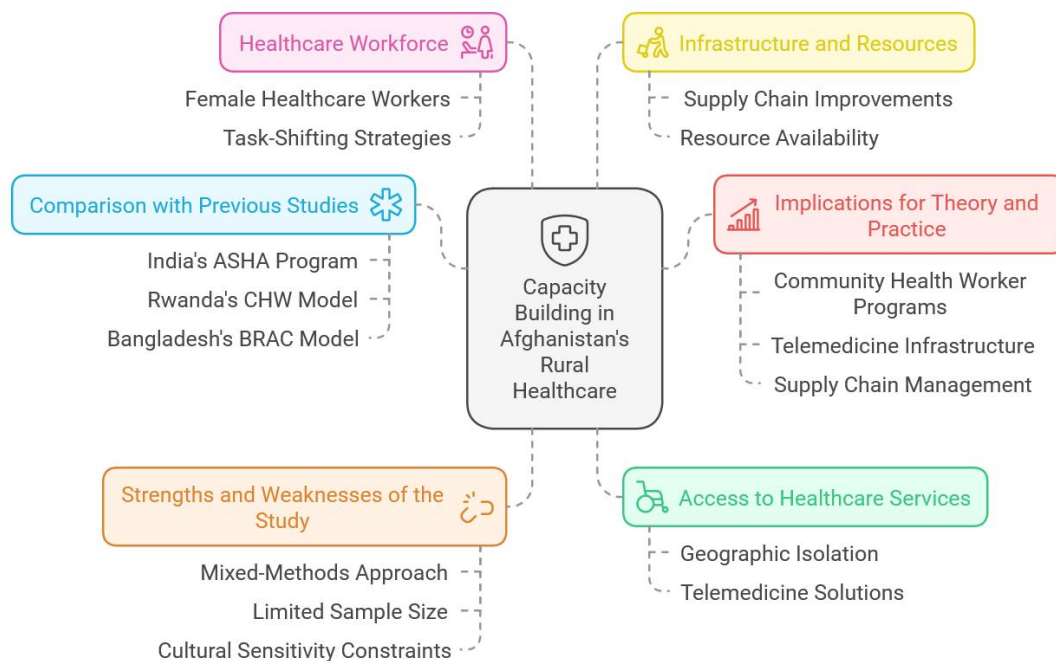 Healthcare Workforce
Female Healthcare Workers
Task-Shifting Strategies
Infrastructure and Resources
Supply Chain Improvements
Resource Availability
Comparison with Previous Studies
India's ASHA Program
Rwanda's CHW Model
Bangladesh's BRAC Model
Capacity
Building in
Afghanistan's
Rural
Healthcare
Implications for Theory and
Practice
Community Health Worker
Programs
Telemedicine Infrastructure
Supply Chain Management
Strengths and Weaknesses of the
Study
Mixed-Methods Approach
Limited Sample Size
Cultural Sensitivity Constraints
Access to Healthcare Services
Geographic Isolation
Telemedicine Solutions